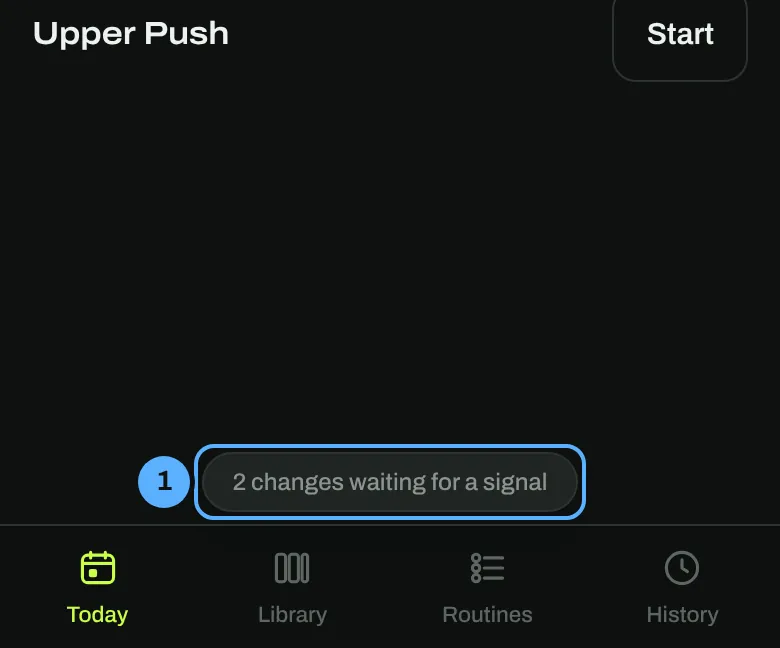 Upper Push
Start
1
2 changes waiting for a signal
Today
Library
Routines
History